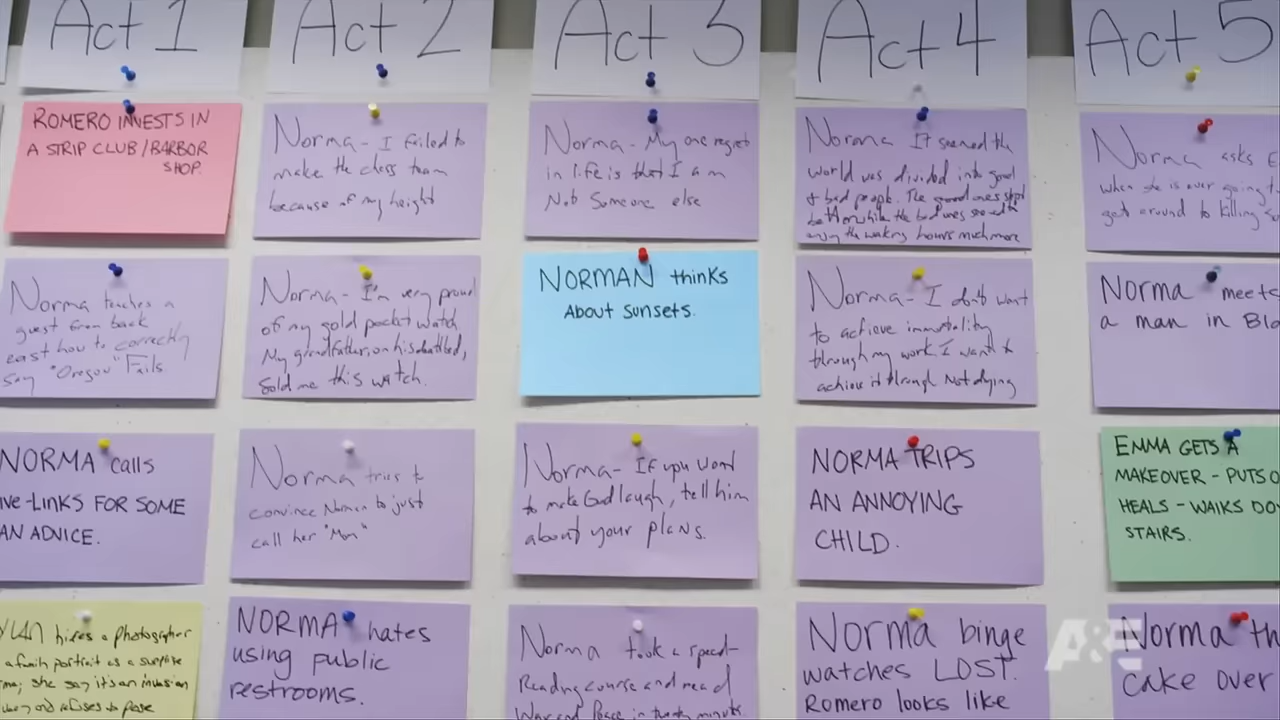 Act 1
ROMERO INVESTS IN
A STRIP CLUB/BARBOR
SHOP.
Norma teaches a
guest from back
east how to correctly
say "Oregon" Fails.
NORMA calls
IVE-LINKS FOR SOME
AN ADVICE.
YLAN hires a photographer
a family portrait as a surprise
she say it's an invasion
and refuses to pose
Act 2
Norma - I failed to
make the chess team
because of my height
Norma - I'm very proud
of my gold pocket watch
My grandfather, on his deathbed,
Sold me this watch.
Norma tries to
convince Norman to just
call her "Mom"
NORMA hates
using public
restrooms.
Act 3
Norma - My one regret
in life is that I am
Not Someone else
NORMAN thinks
About sunsets.
Norma - If you want
to make God laugh, tell him
about your plans.
Norma took a speed-
Reading course and read
War and Peace in twenty minutes.
Act 4
Norma It seemed the
world was divided into good
& bad people. The good ones slept
better while the bad ones seemed to
enjoy the waking hours much more
Norma - I don't want
to achieve immortality
through my work. I want to
achieve it through Not dying
NORMA TRIPS
AN ANNOYING
CHILD.
Norma binge
watches LOST.
Romero looks like
Act 5
Norma asks E
when she is ever going to
get around to killing
Norma meets
a man in Bla
EMMA GETS A
MAKEOVER - PUTS O
HEALS - WALKS DO
STAIRS.
Norma th
cake over
A&E